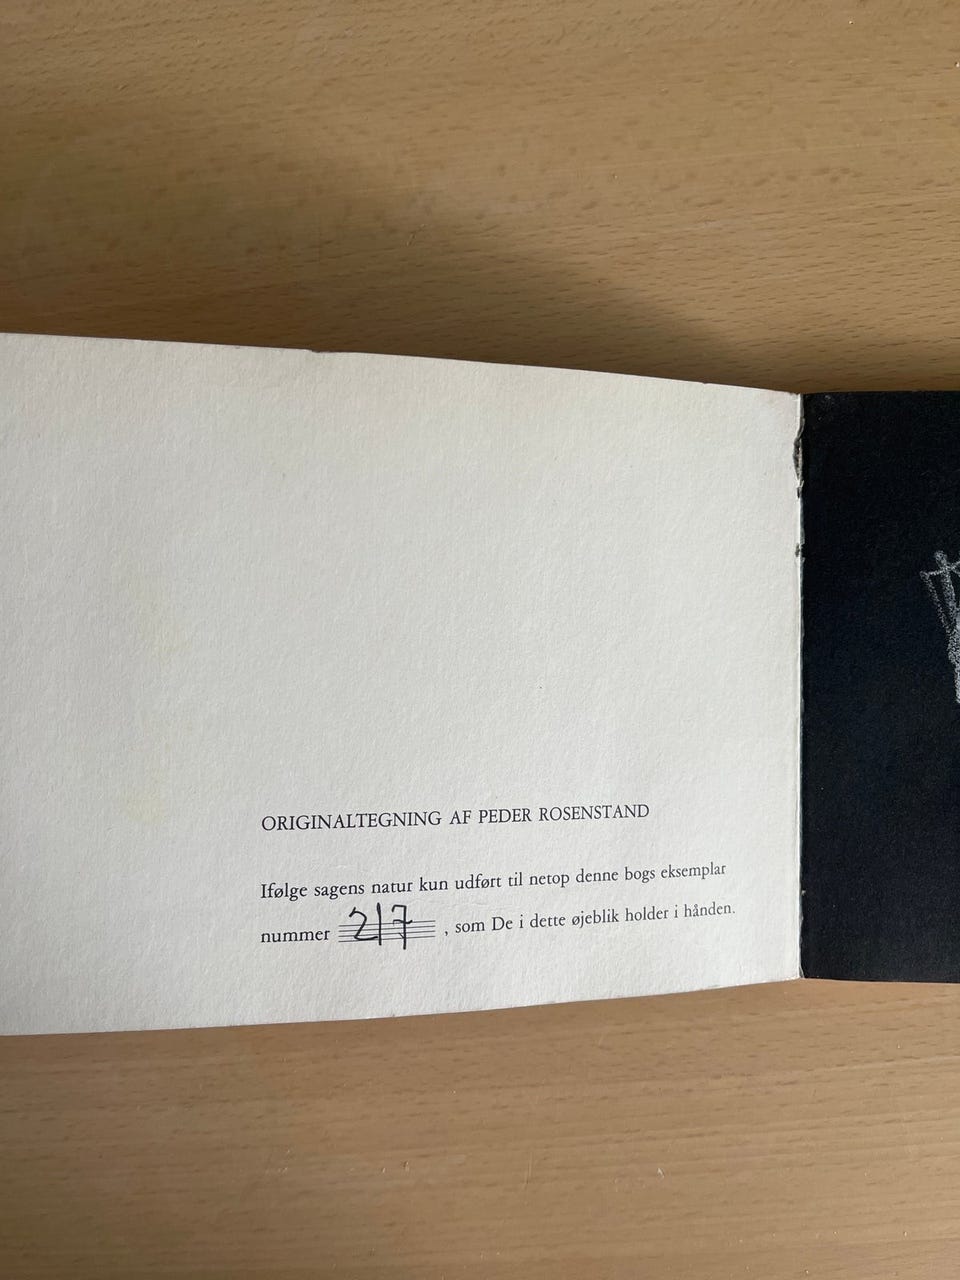 ORIGINALTEGNING AF PEDER ROSENSTAND
Ifølge sagens natur kun udført til netop denne bogs eksemplar
nummer 217, som De i dette øjeblik holder i hånden.